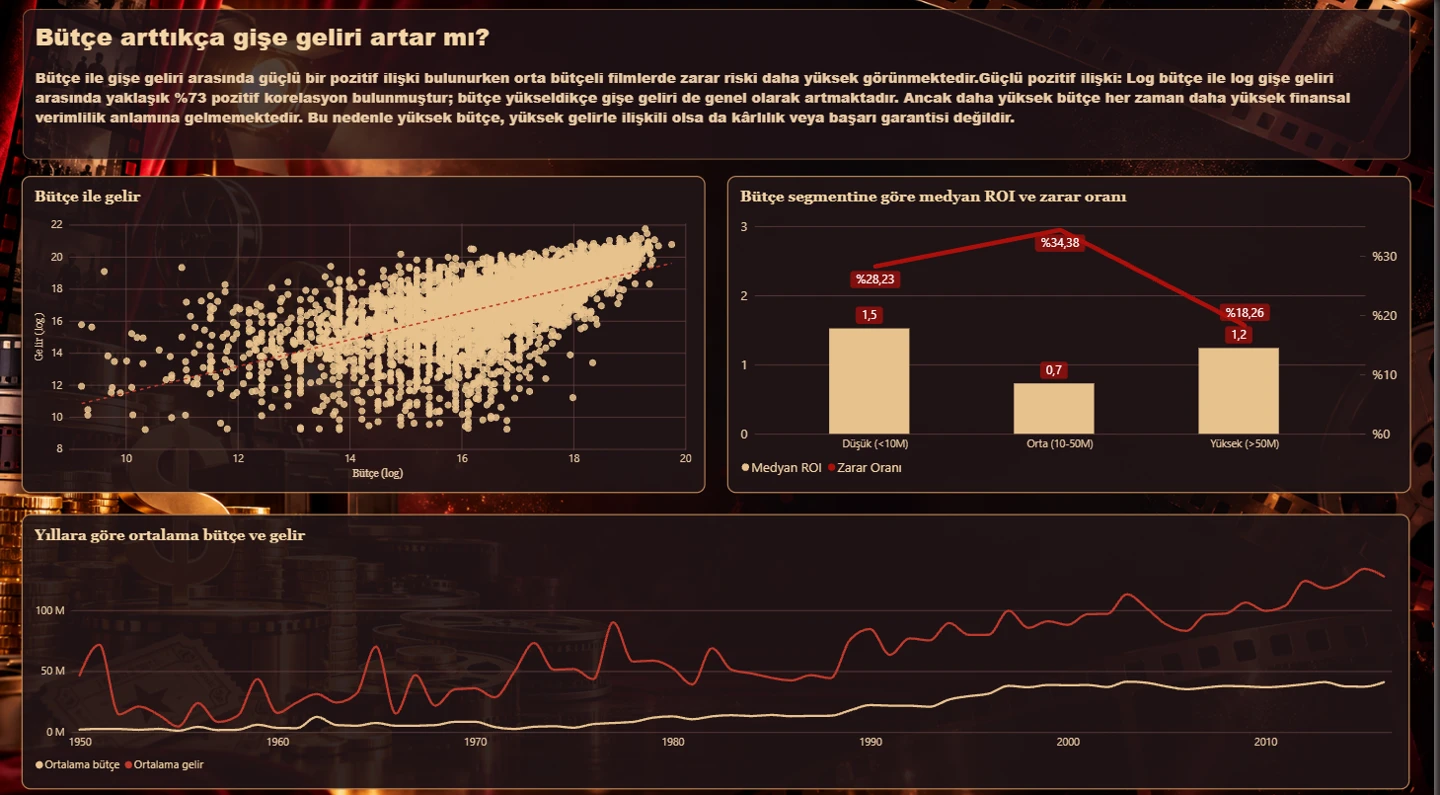 Bütçe arttıkça gişe geliri artar mı?
Bütçe ile gişe geliri arasında güçlü bir pozitif ilişki bulunurken orta bütçeli filmlerde zarar riski daha yüksek görünmektedir.Güçlü pozitif ilişki: Log bütçe ile log gişe geliri
arasında yaklaşık %73 pozitif korelasyon bulunmuştur; bütçe yükseldikçe gişe geliri de genel olarak artmaktadır. Ancak daha yüksek bütçe her zaman daha yüksek finansal
verimlilik anlamına gelmemektedir. Bu nedenle yüksek bütçe, yüksek gelirle ilişkili olsa da kârlılık veya başarı garantisi değildir.
Bütçe ile gelir
22
20
18
16
14
12
10
8
Gelir (log)
10 12 14 16 18 20
Bütçe (log)
Bütçe segmentine göre medyan ROI ve zarar oranı
3
2
1
0
%30
%20
%10
%0
%28,23
%34,38
%18,26
1,5
0,7
1,2
Düşük (<10M) Orta (10-50M) Yüksek (>50M)
Medyan ROI Zarar Oranı
Yıllara göre ortalama bütçe ve gelir
100 M
50 M
0 M
1950 1960 1970 1980 1990 2000 2010
Ortalama bütçe Ortalama gelir